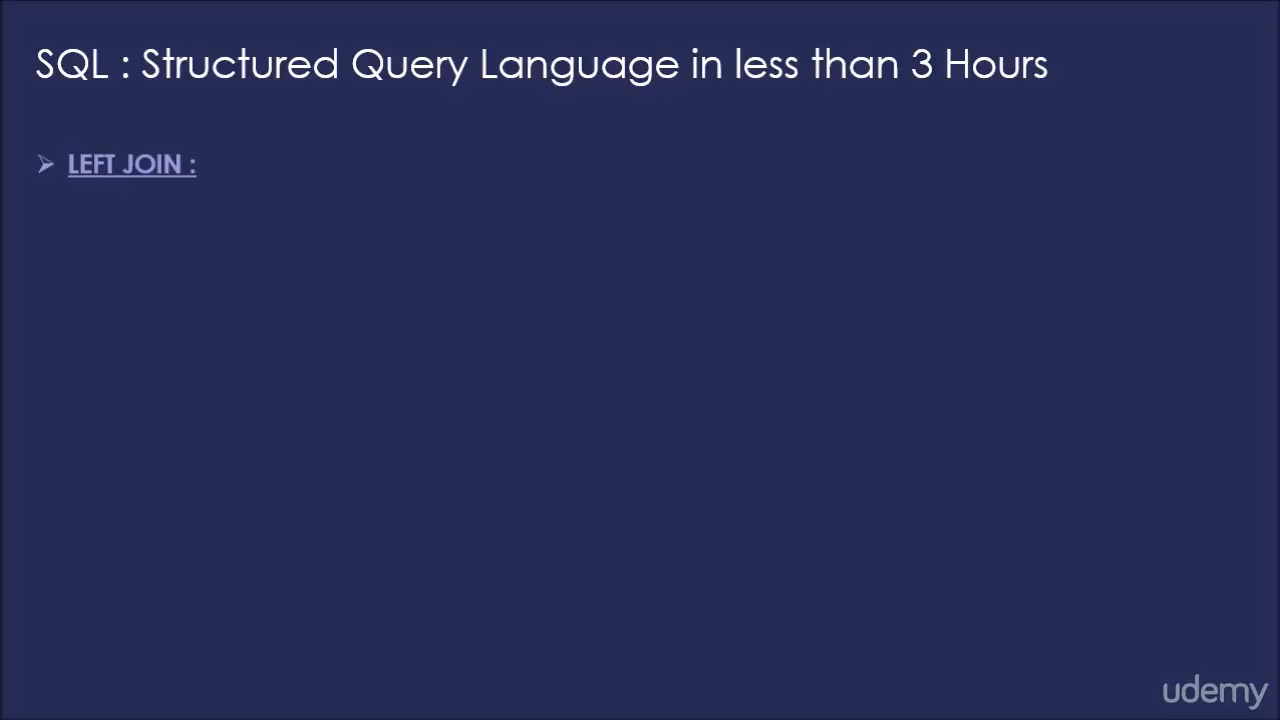 SQL : Structured Query Language in less than 3 Hours
➢ LEFT JOIN :
udemy